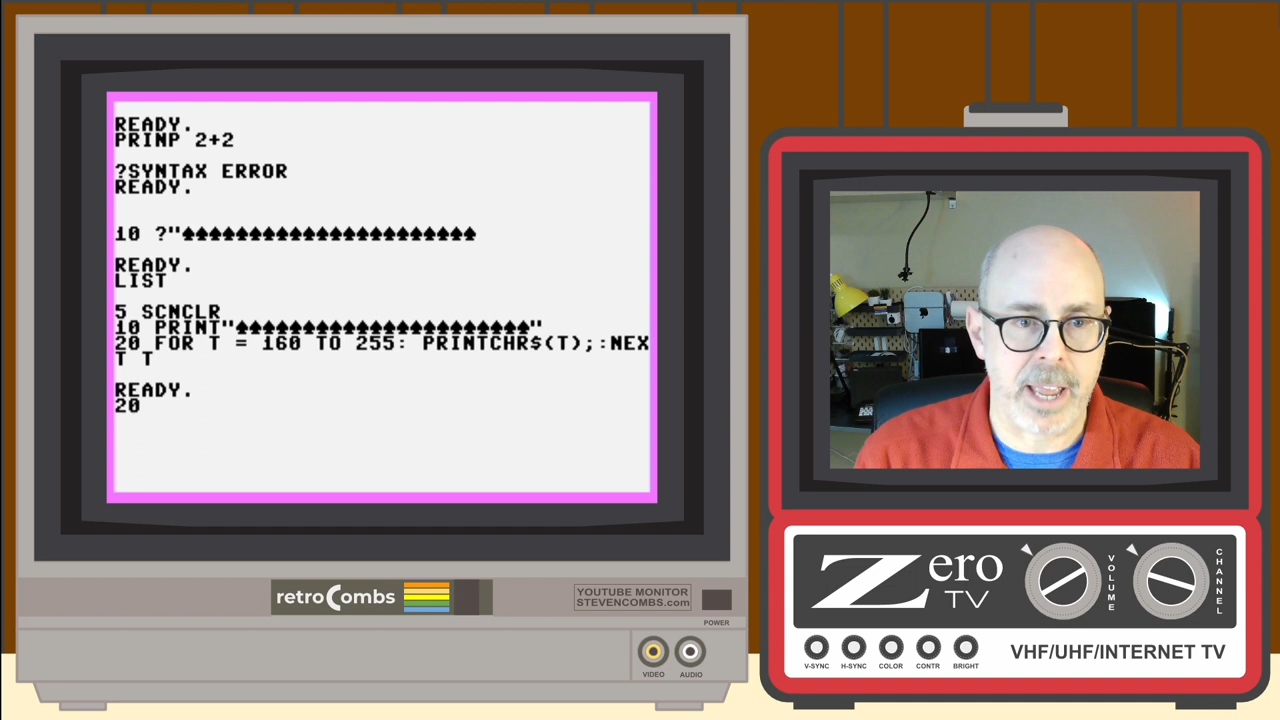 READY.
PRINP 2+2
?SYNTAX ERROR
READY.
10 ?"♠♠♠♠♠♠♠♠♠♠♠♠♠♠♠♠♠♠♠♠♠♠
READY.
LIST
5 SCNCLR
10 PRINT"♠♠♠♠♠♠♠♠♠♠♠♠♠♠♠♠♠♠♠♠♠♠"
20 FOR T = 160 TO 255: PRINTCHR$(T);:NEX
T T
READY.
20
retroCombs
YOUTUBE MONITOR
STEVENCOMBS.com
POWER
VIDEO
AUDIO
Zero
TV
VOLUME
CHANNEL
V-SYNC
H-SYNC
COLOR
CONTR
BRIGHT
VHF/UHF/INTERNET TV